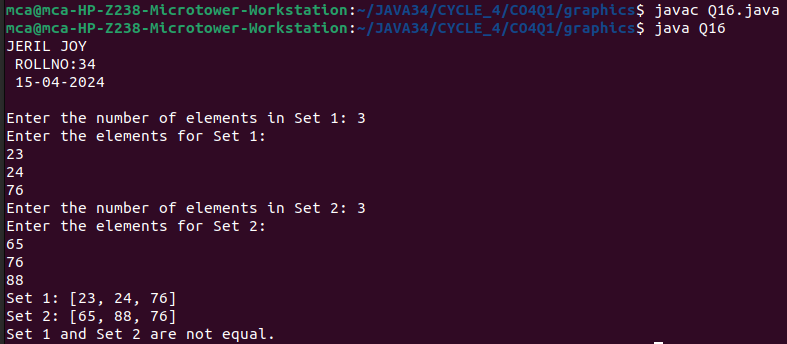 mca@mca-HP-Z238-Microtower-Workstation:~/JAVA34/CYCLE_4/CO4Q1/graphics$ javac Q16.java
mca@mca-HP-Z238-Microtower-Workstation:~/JAVA34/CYCLE_4/CO4Q1/graphics$ java Q16
JERIL JOY
 ROLLNO:34
 15-04-2024

Enter the number of elements in Set 1: 3
Enter the elements for Set 1:
23
24
76
Enter the number of elements in Set 2: 3
Enter the elements for Set 2:
65
76
88
Set 1: [23, 24, 76]
Set 2: [65, 88, 76]
Set 1 and Set 2 are not equal.